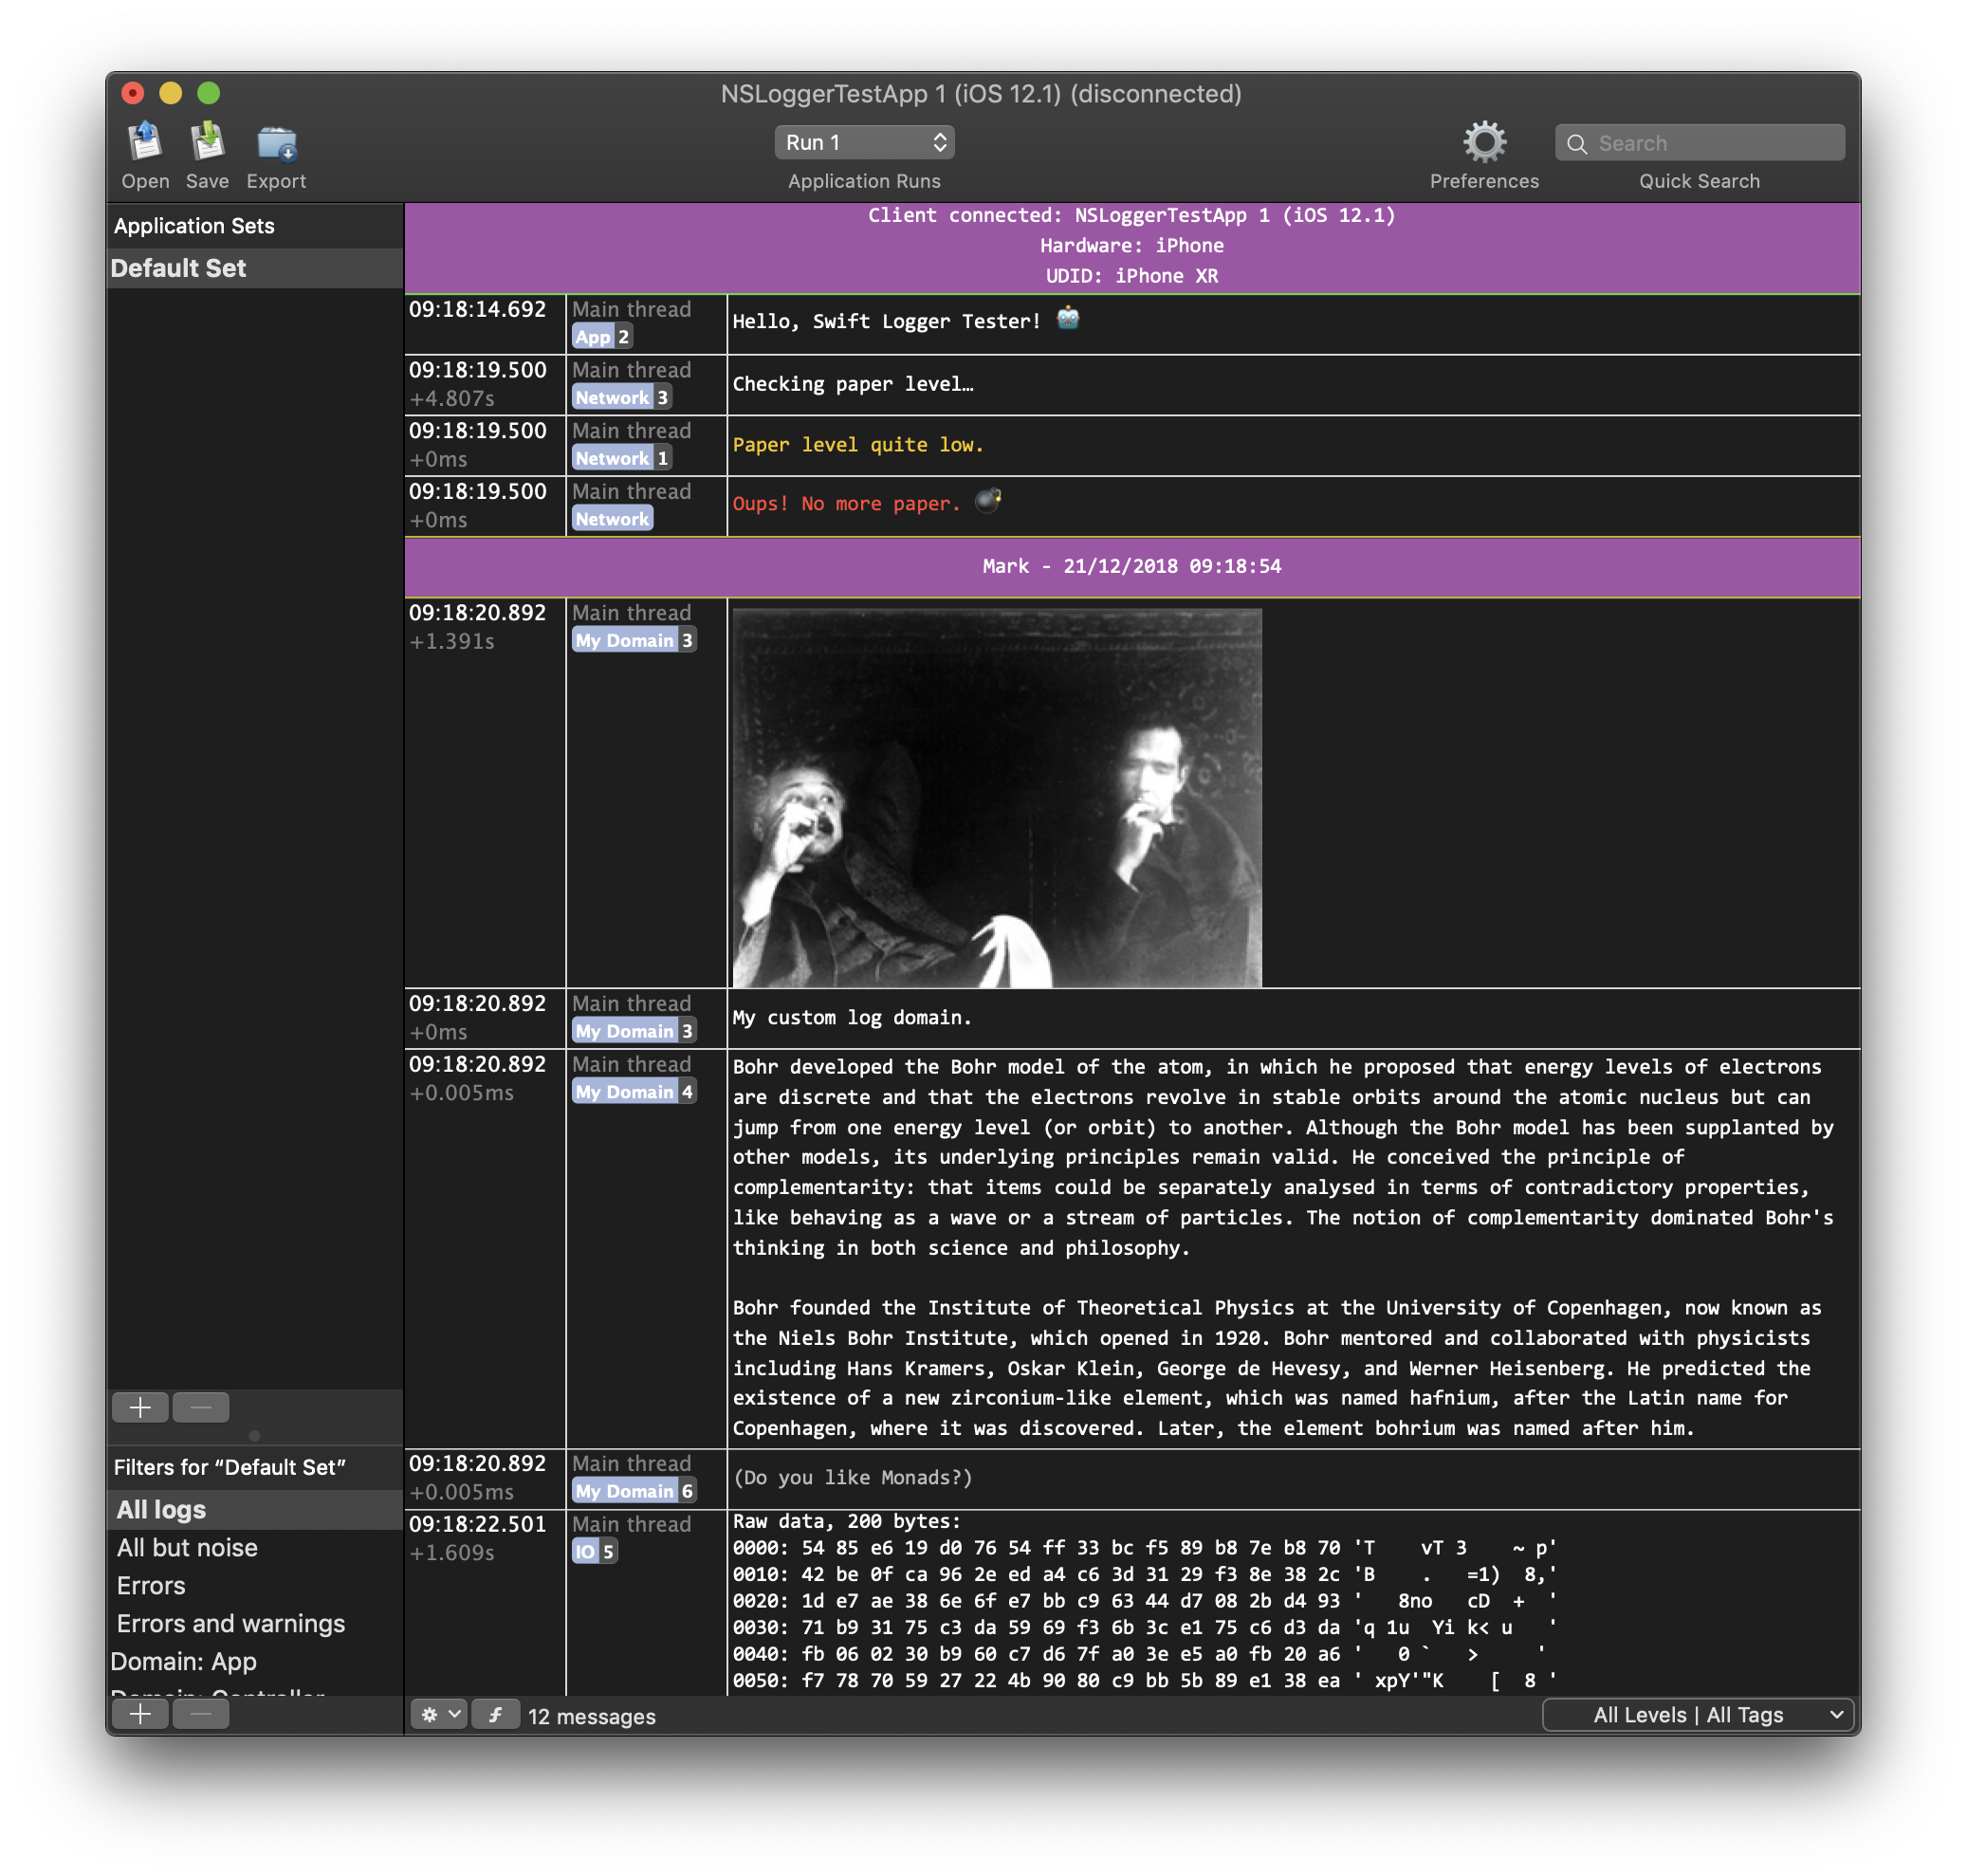 NSLoggerTestApp 1 (iOS 12.1) (disconnected)
Open Save Export
Run 1
Application Runs
Preferences
Search
Quick Search
Application Sets
Default Set
Client connected: NSLoggerTestApp 1 (iOS 12.1)
Hardware: iPhone
UDID: iPhone XR
09:18:14.692 Main thread
App 2
Hello, Swift Logger Tester! 🤖
09:18:19.500 Main thread
+4.807s Network 3
Checking paper level…
09:18:19.500 Main thread
+0ms Network 1
Paper level quite low.
09:18:19.500 Main thread
+0ms Network
Oups! No more paper. 💣
Mark - 21/12/2018 09:18:54
09:18:20.892 Main thread
+1.391s My Domain 3
09:18:20.892 Main thread
+0ms My Domain 3
My custom log domain.
09:18:20.892 Main thread
+0.005ms My Domain 4
Bohr developed the Bohr model of the atom, in which he proposed that energy levels of electrons
are discrete and that the electrons revolve in stable orbits around the atomic nucleus but can
jump from one energy level (or orbit) to another. Although the Bohr model has been supplanted by
other models, its underlying principles remain valid. He conceived the principle of
complementarity: that items could be separately analysed in terms of contradictory properties,
like behaving as a wave or a stream of particles. The notion of complementarity dominated Bohr's
thinking in both science and philosophy.
Bohr founded the Institute of Theoretical Physics at the University of Copenhagen, now known as
the Niels Bohr Institute, which opened in 1920. Bohr mentored and collaborated with physicists
including Hans Kramers, Oskar Klein, George de Hevesy, and Werner Heisenberg. He predicted the
existence of a new zirconium-like element, which was named hafnium, after the Latin name for
Copenhagen, where it was discovered. Later, the element bohrium was named after him.
09:18:20.892 Main thread
+0.005ms My Domain 6
(Do you like Monads?)
09:18:22.501 Main thread
+1.609s IO 5
Raw data, 200 bytes:
0000: 54 85 e6 19 d0 76 54 ff 33 bc f5 89 b8 7e b8 70 'T    vT 3    ~ p'
0010: 42 be 0f ca 96 2e ed a4 c6 3d 31 29 f3 8e 38 2c 'B    .   =1)  8,'
0020: 1d e7 ae 38 6e 6f e7 bb c9 63 44 d7 08 2b d4 93 '   8no   cD  +  '
0030: 71 b9 31 75 c3 da 59 69 f3 6b 3c e1 75 c6 d3 da 'q 1u  Yi k< u   '
0040: fb 06 02 30 b9 60 c7 d6 7f a0 3e e5 a0 fb 20 a6 '   0 `    >     '
0050: f7 78 70 59 27 22 4b 90 80 c9 bb 5b 89 e1 38 ea ' xpY'"K    [  8 '
Filters for “Default Set”
All logs
All but noise
Errors
Errors and warnings
Domain: App
Domain: Controller
12 messages
All Levels | All Tags